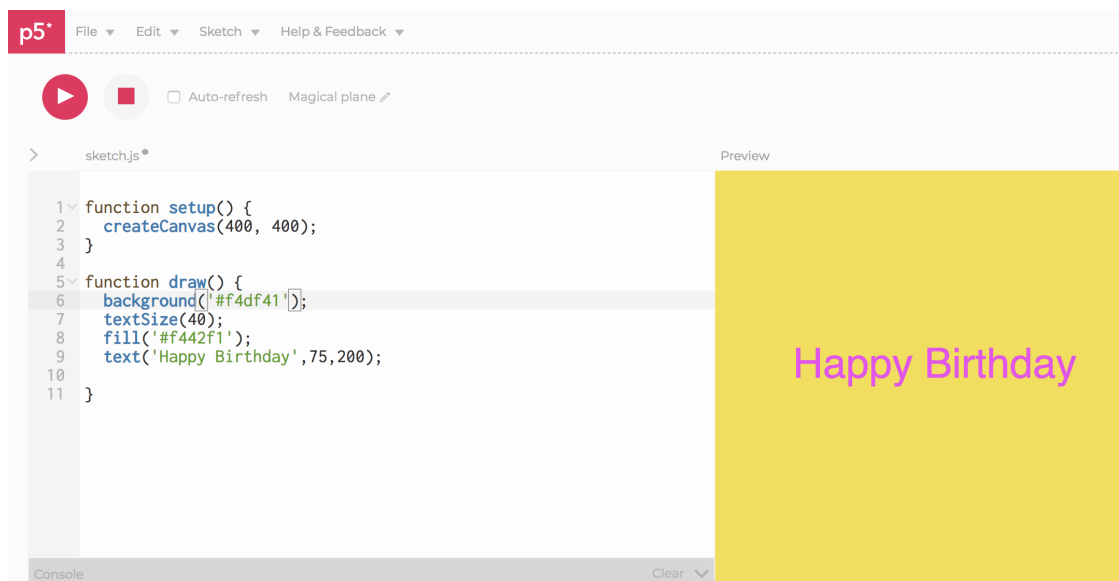 p5* File Edit Sketch Help & Feedback
Auto-refresh Magical plane
sketch.js
Preview
1 function setup() {
2 createCanvas(400, 400);
3 }
4
5 function draw() {
6 background('#f4df41');
7 textSize(40);
8 fill('#f442f1');
9 text('Happy Birthday',75,200);
10
11 }
Happy Birthday
Console Clear